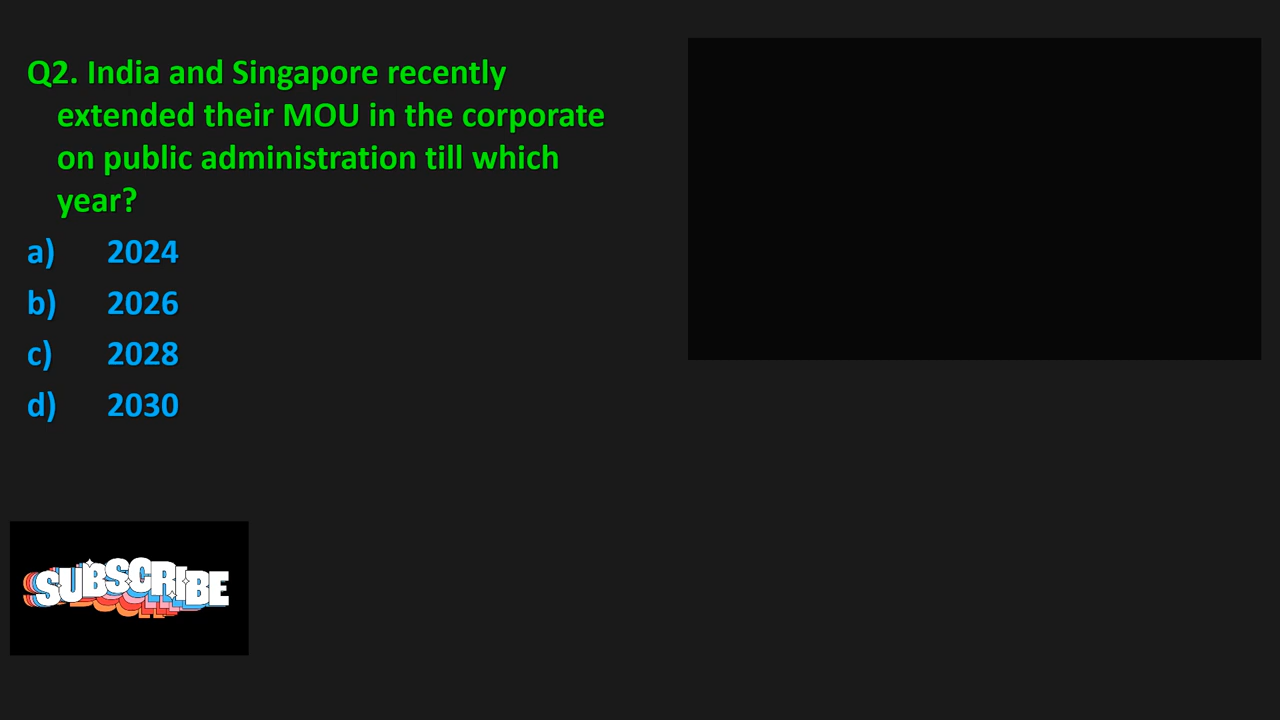 Q2. India and Singapore recently
extended their MOU in the corporate
on public administration till which
year?
a) 2024
b) 2026
c) 2028
d) 2030
SUBSCRIBE